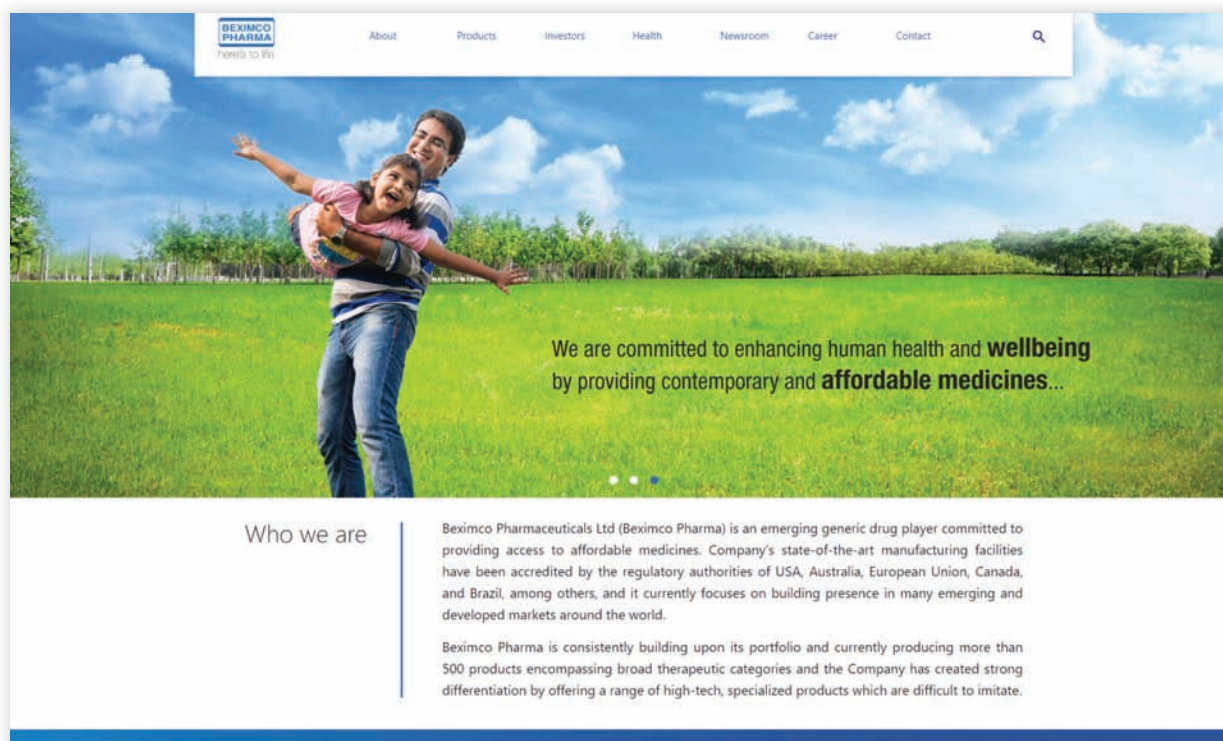 BEXIMCO
PHARMA
here's to life
About Products Investors Health Newsroom Career Contact
We are committed to enhancing human health and wellbeing
by providing contemporary and affordable medicines...
Who we are
Beximco Pharmaceuticals Ltd (Beximco Pharma) is an emerging generic drug player committed to
providing access to affordable medicines. Company's state-of-the-art manufacturing facilities
have been accredited by the regulatory authorities of USA, Australia, European Union, Canada,
and Brazil, among others, and it currently focuses on building presence in many emerging and
developed markets around the world.
Beximco Pharma is consistently building upon its portfolio and currently producing more than
500 products encompassing broad therapeutic categories and the Company has created strong
differentiation by offering a range of high-tech, specialized products which are difficult to imitate.